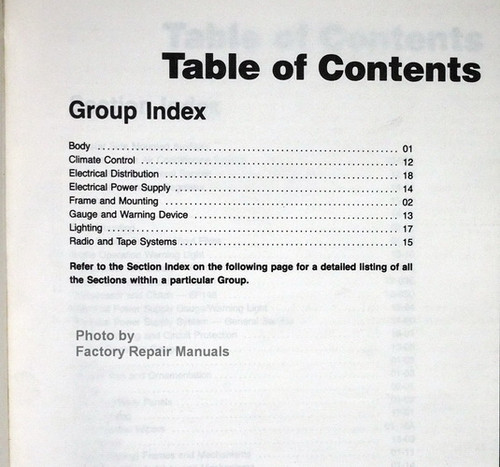 Table of Contents
Group Index
Body .................................................... 01
Climate Control .................................................... 12
Electrical Distribution .................................................... 18
Electrical Power Supply .................................................... 14
Frame and Mounting .................................................... 02
Gauge and Warning Device .................................................... 13
Lighting .................................................... 17
Radio and Tape Systems .................................................... 15
Refer to the Section Index on the following page for a detailed listing of all
the Sections within a particular Group.
Photo by
Factory Repair Manuals